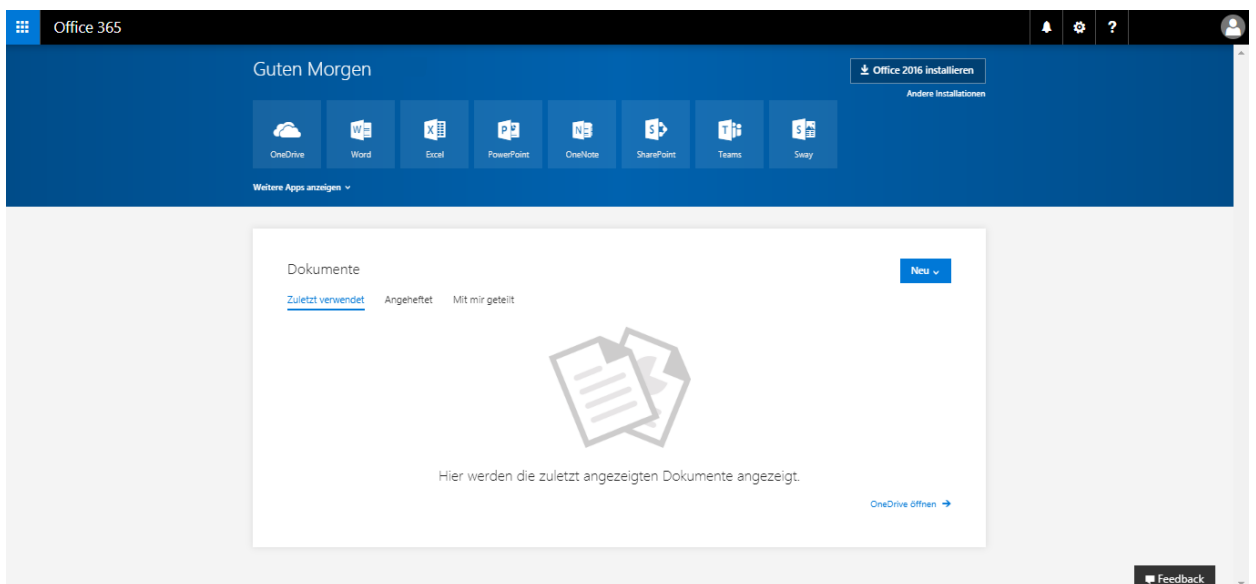 Office 365
?
Guten Morgen
Office 2016 installieren
Andere Installationen
OneDrive
Word
Excel
PowerPoint
OneNote
SharePoint
Teams
Sway
Weitere Apps anzeigen
Dokumente
Neu
Zuletzt verwendet
Angeheftet
Mit mir geteilt
Hier werden die zuletzt angezeigten Dokumente angezeigt.
OneDrive öffnen
Feedback